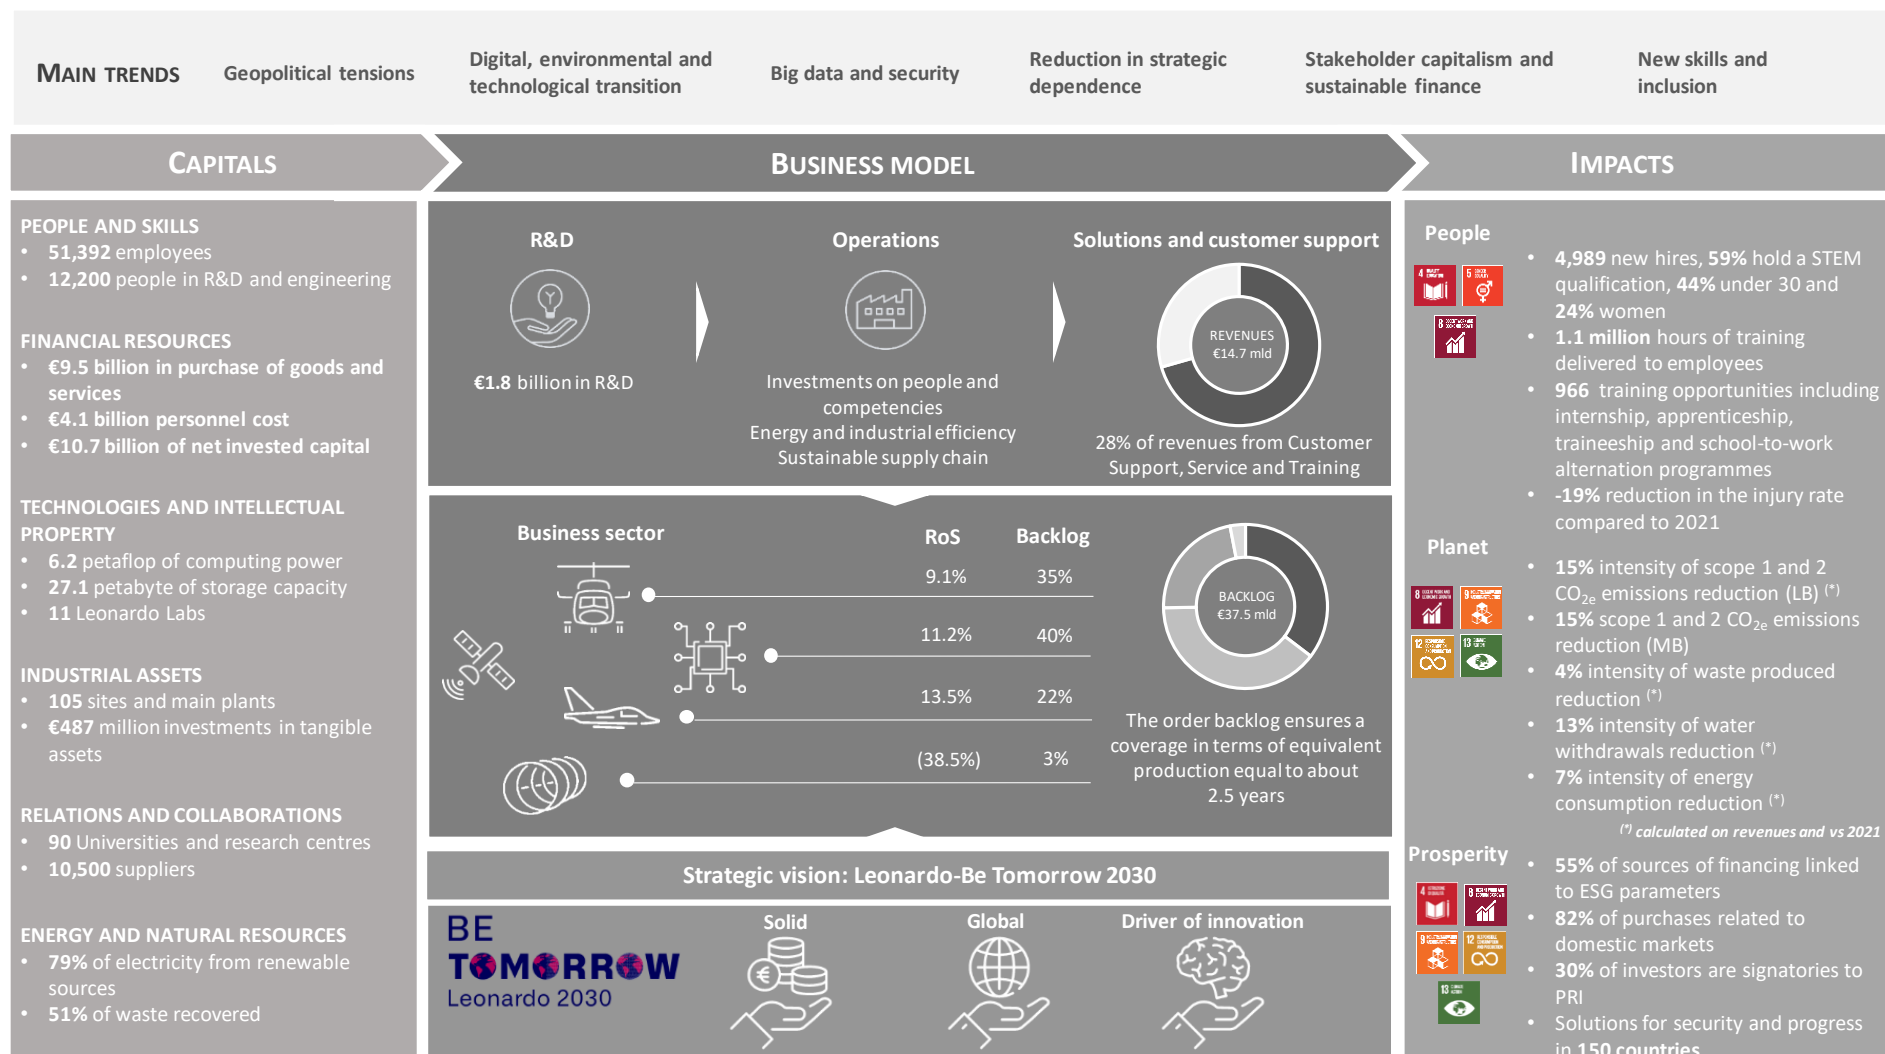 MAIN TRENDS
Geopolitical tensions
Digital, environmental and
technological transition
Big data and security
Reduction in strategic
dependence
Stakeholder capitalism and
sustainable finance
New skills and
inclusion
CAPITALS
BUSINESS MODEL
IMPACTS
PEOPLE AND SKILLS
• 51,392 employees
• 12,200 people in R&D and engineering
FINANCIAL RESOURCES
• €9.5 billion in purchase of goods and
services
• €4.1 billion personnel cost
• €10.7 billion of net invested capital
TECHNOLOGIES AND INTELLECTUAL
PROPERTY
• 6.2 petaflop of computing power
• 27.1 petabyte of storage capacity
• 11 Leonardo Labs
INDUSTRIAL ASSETS
• 105 sites and main plants
• €487 million investments in tangible
assets
RELATIONS AND COLLABORATIONS
• 90 Universities and research centres
• 10,500 suppliers
ENERGY AND NATURAL RESOURCES
• 79% of electricity from renewable
sources
• 51% of waste recovered
R&D
€1.8 billion in R&D
Operations
Investments on people and
competencies
Energy and industrial efficiency
Sustainable supply chain
Solutions and customer support
REVENUES
€14.7 mld
28% of revenues from Customer
Support, Service and Training
Business sector RoS Backlog
9.1% 35%
11.2% 40%
13.5% 22%
(38.5%) 3%
BACKLOG
€37.5 mld
The order backlog ensures a
coverage in terms of equivalent
production equal to about
2.5 years
Strategic vision: Leonardo-Be Tomorrow 2030
BE
TOMORROW
Leonardo 2030
Solid
€
Global
Driver of innovation
People
4
5
8
• 4,989 new hires, 59% hold a STEM
qualification, 44% under 30 and
24% women
• 1.1 million hours of training
delivered to employees
• 966 training opportunities including
internship, apprenticeship,
traineeship and school-to-work
alternation programmes
• -19% reduction in the injury rate
compared to 2021
Planet
8
9
12
13
• 15% intensity of scope 1 and 2
CO2e emissions reduction (LB) (*)
• 15% scope 1 and 2 CO2e emissions
reduction (MB)
• 4% intensity of waste produced
reduction (*)
• 13% intensity of water
withdrawals reduction (*)
• 7% intensity of energy
consumption reduction (*)
(*) calculated on revenues and vs 2021
Prosperity
4
8
9
12
13
• 55% of sources of financing linked
to ESG parameters
• 82% of purchases related to
domestic markets
• 30% of investors are signatories to
PRI
• Solutions for security and progress
in 150 countries